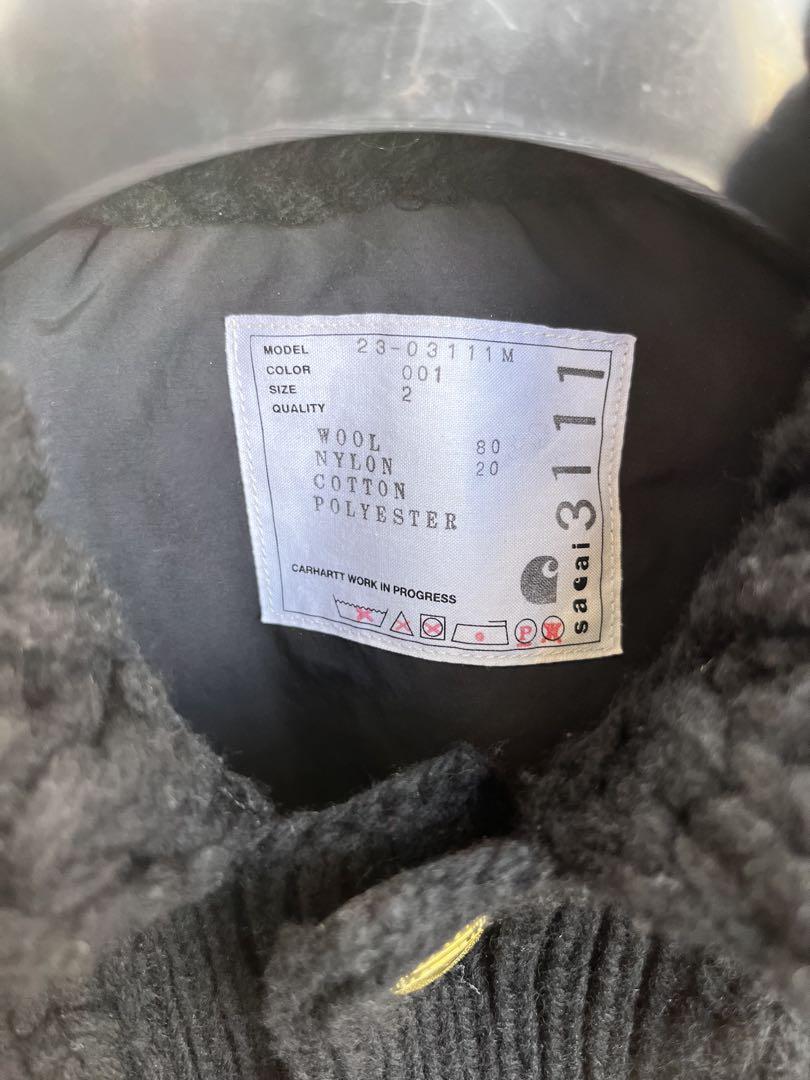 MODEL 23-03111M
COLOR 001
SIZE 2
QUALITY
WOOL 80
NYLON 20
COTTON
POLYESTER
CARHARTT WORK IN PROGRESS
P W
sacai 3111